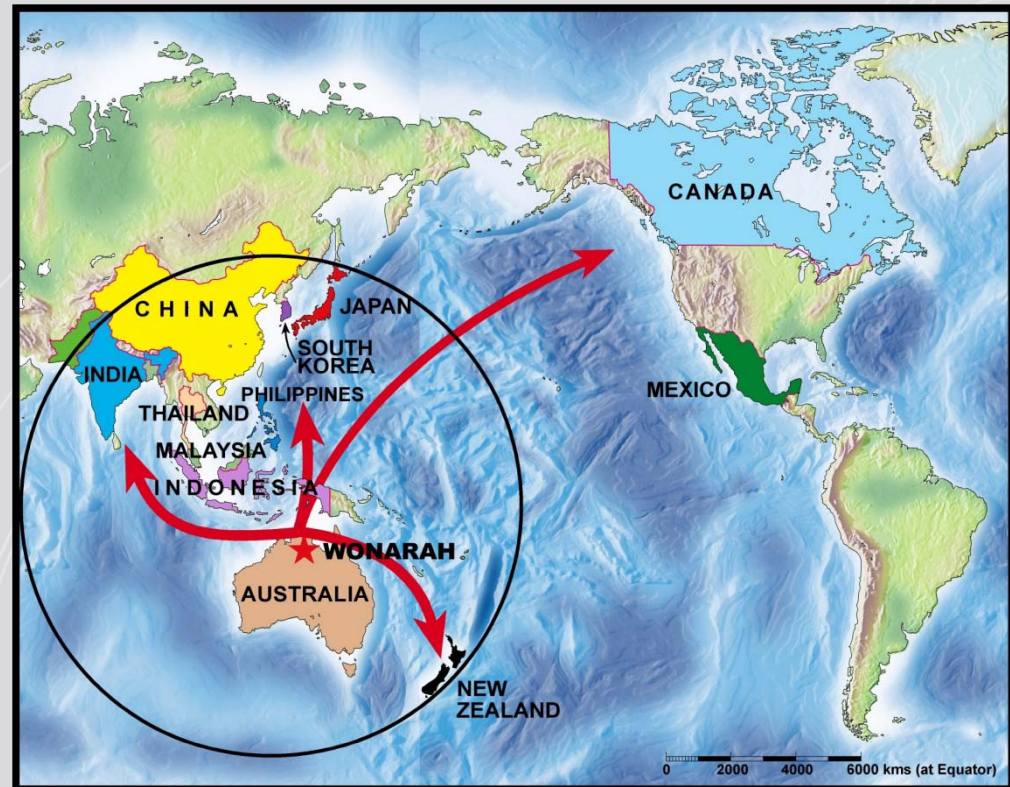 CANADA
CHINA
JAPAN
SOUTH
KOREA
INDIA
PHILIPPINES
MEXICO
THAILAND
MALAYSIA
INDONESIA
WONARAH
AUSTRALIA
NEW
ZEALAND
0 2000 4000 6000 kms (at Equator)